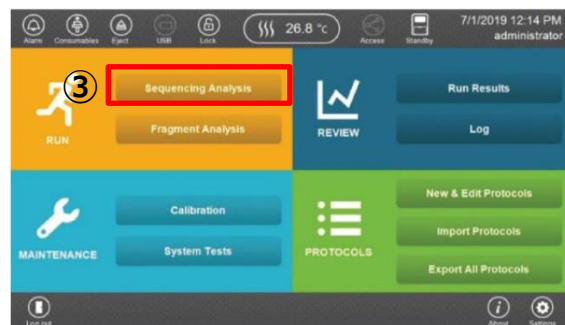 Alarm Consumables Eject USB Lock 26.8 °C Access Standby 7/1/2019 12:14 PM
administrator
③ Sequencing Analysis
Fragment Analysis
RUN
Run Results
Log
REVIEW
Calibration
System Tests
MAINTENANCE
New & Edit Protocols
Import Protocols
Export All Protocols
PROTOCOLS
Log out About Settings